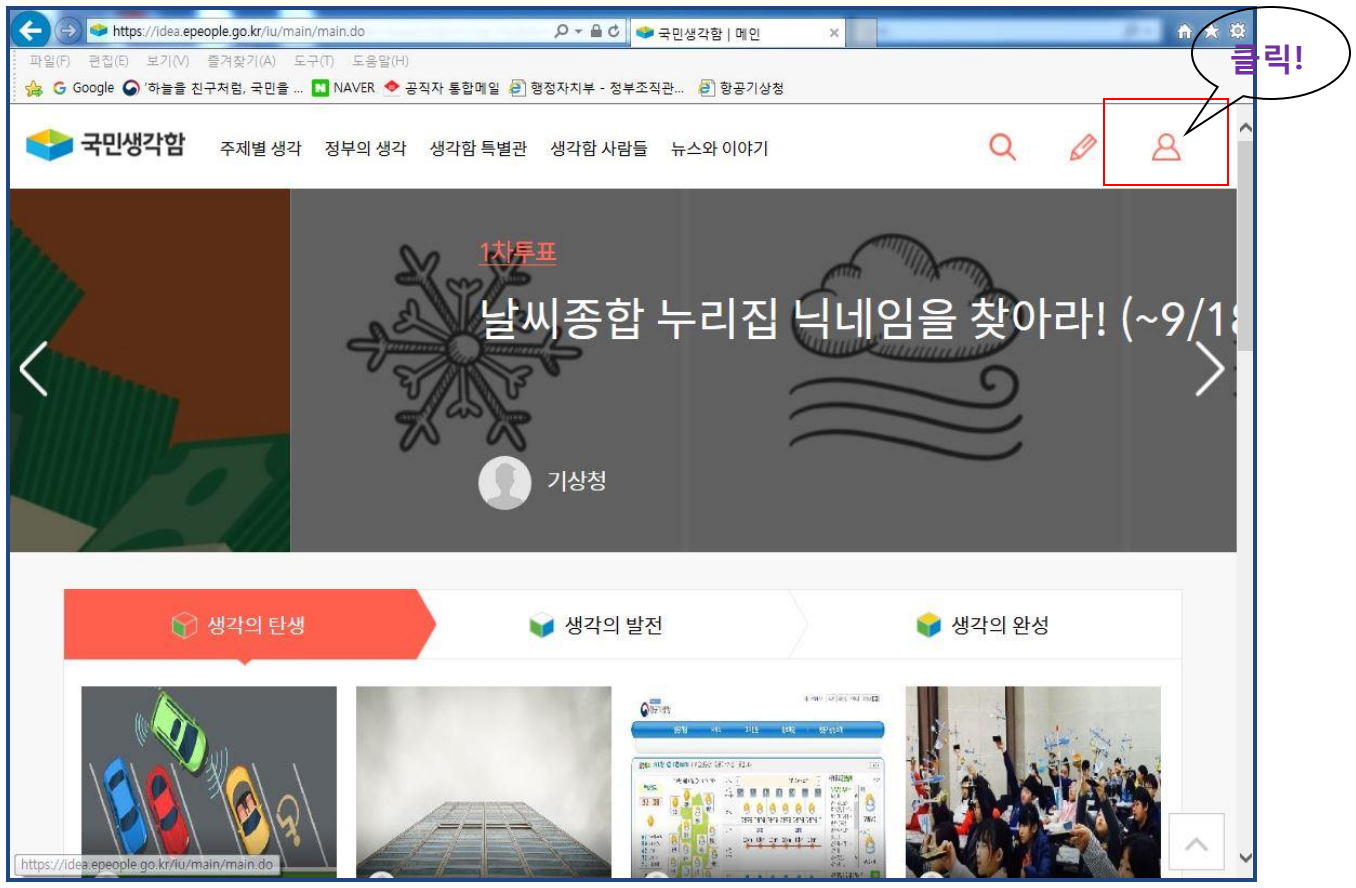 https://idea.epeople.go.kr/iu/main/main.do
국민생각함 | 메인
클릭!
파일(F) 편집(E) 보기(V) 즐겨찾기(A) 도구(T) 도움말(H)
Google '하늘을 친구처럼, 국민을 ... NAVER 공직자 통합메일 행정자치부 - 정부조직관... 항공기상청
국민생각함 주제별 생각 정부의 생각 생각함 특별관 생각함 사람들 뉴스와 이야기
1차투표
날씨종합 누리집 닉네임을 찾아라! (~9/18
기상청
생각의 탄생 생각의 발전 생각의 완성
https://idea.epeople.go.kr/iu/main/main.do